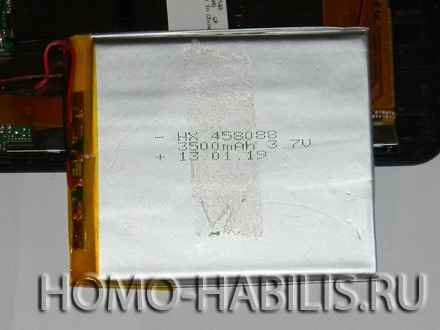 - HX 458088
3500mAh 3.7V
+ 13.01.19
HOMO-HABILIS.RU